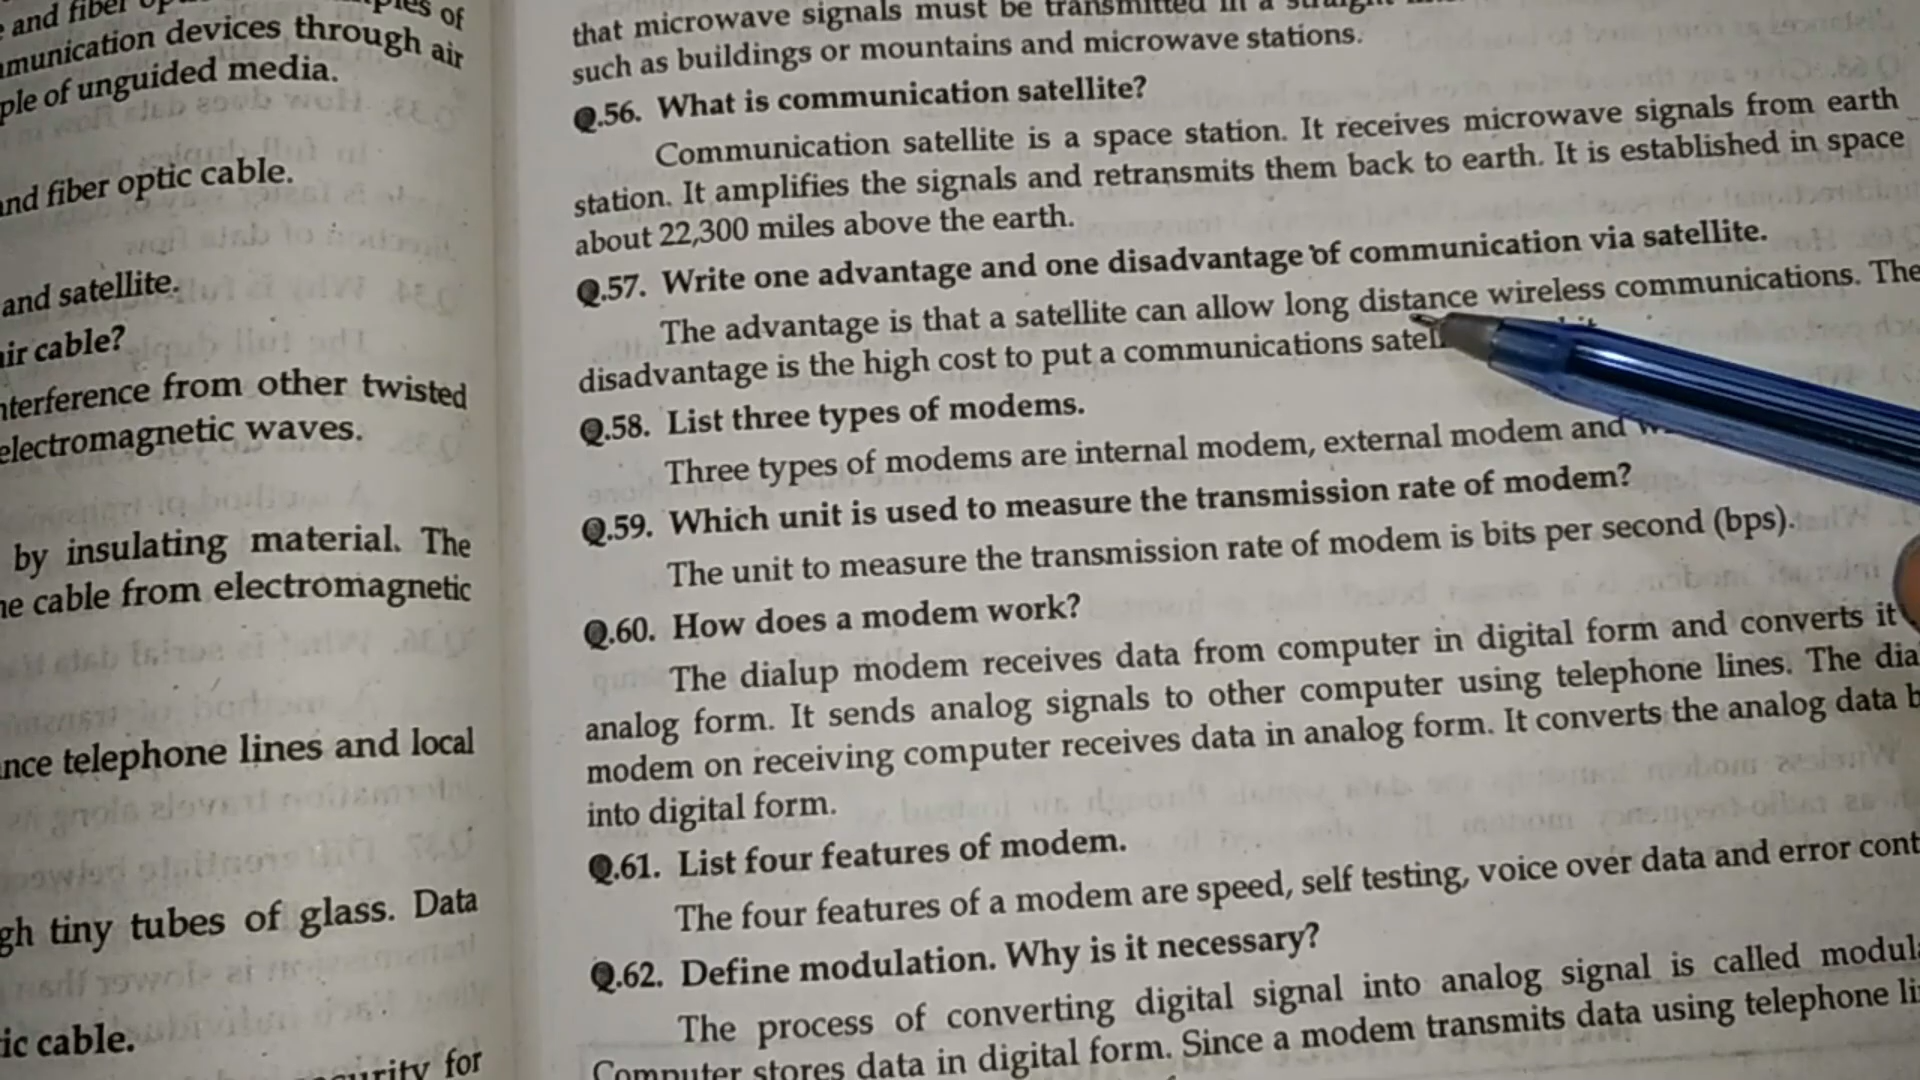 and fiber
munication devices through air
ple of unguided media.
and fiber optic cable.
and satellite.
air cable?
nterference from other twisted
electromagnetic waves.
by insulating material. The
he cable from electromagnetic
nce telephone lines and local
gh tiny tubes of glass. Data
ic cable.
for
that microwave signals must be transmitted in a
such as buildings or mountains and microwave stations.
Q.56. What is communication satellite?
Communication satellite is a space station. It receives microwave signals from earth
station. It amplifies the signals and retransmits them back to earth. It is established in space
about 22,300 miles above the earth.
Q.57. Write one advantage and one disadvantage of communication via satellite.
The advantage is that a satellite can allow long distance wireless communications. The
disadvantage is the high cost to put a communications satel
Q.58. List three types of modems.
Three types of modems are internal modem, external modem and
Q.59. Which unit is used to measure the transmission rate of modem?
The unit to measure the transmission rate of modem is bits per second (bps).
Q.60. How does a modem work?
The dialup modem receives data from computer in digital form and converts it
analog form. It sends analog signals to other computer using telephone lines. The dia
modem on receiving computer receives data in analog form. It converts the analog data b
into digital form.
Q.61. List four features of modem.
The four features of a modem are speed, self testing, voice over data and error cont
Q.62. Define modulation. Why is it necessary?
The process of converting digital signal into analog signal is called modula
Computer stores data in digital form. Since a modem transmits data using telephone li